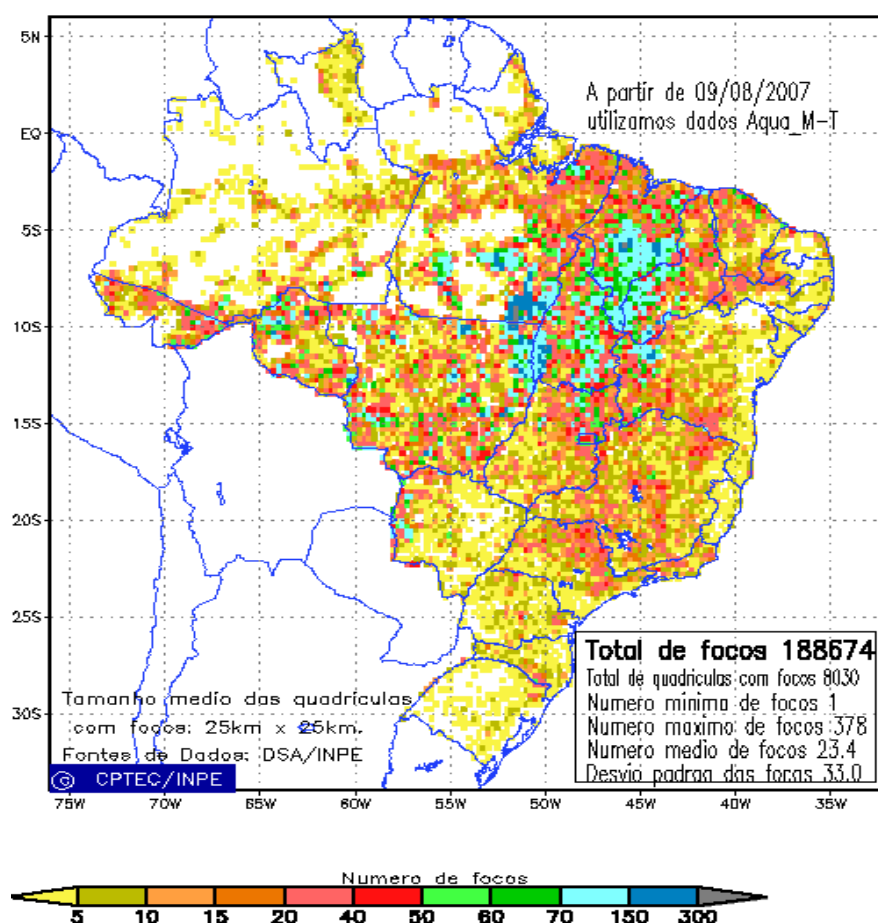 5N
EQ
5S
10S
15S
20S
25S
30S
A partir de 09/08/2007
utilizamos dados Aqua_M-T
Total de focos 188674
Total de quadriculas com focos 8030
Numero minima de focos 1
Numero maximo de focos 378
Numero medio de focos 23.4
Desvio padrao das focas 33.0
Tamanho medio das quadriculas
com focos: 25km x 25km.
Fontes de Dados: DSA/INPE
© CPTEC/INPE
75W 70W 65W 60W 55W 50W 45W 40W 35W
Numero de focos
5 10 15 20 40 50 60 70 150 300